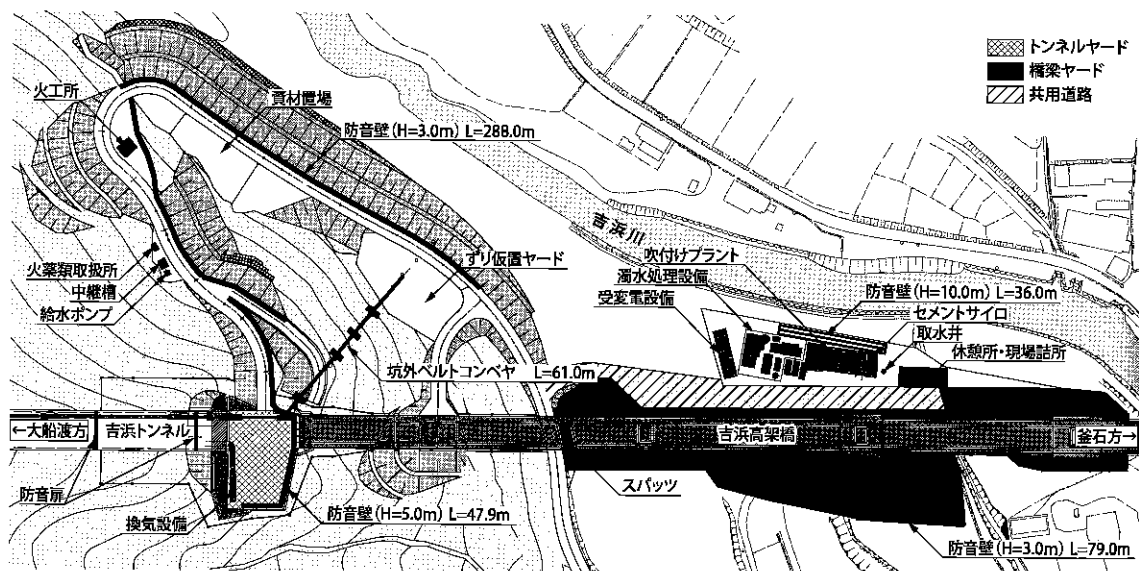 トンネルヤード
橋梁ヤード
共用道路
火工所
資材置場
防音壁(H=3.0m) L=288.0m
吉浜川
火薬類取扱所
中継槽
給水ポンプ
ずり仮置ヤード
吹付けプラント
濁水処理設備
受変電設備
防音壁(H=10.0m) L=36.0m
セメントサイロ
取水井
休憩所・現場詰所
坑外ベルトコンベヤ L=61.0m
←大船渡方
吉浜トンネル
吉浜高架橋
釜石方→
防音扉
換気設備
防音壁(H=5.0m) L=47.9m
スパッツ
防音壁(H=3.0m) L=79.0m